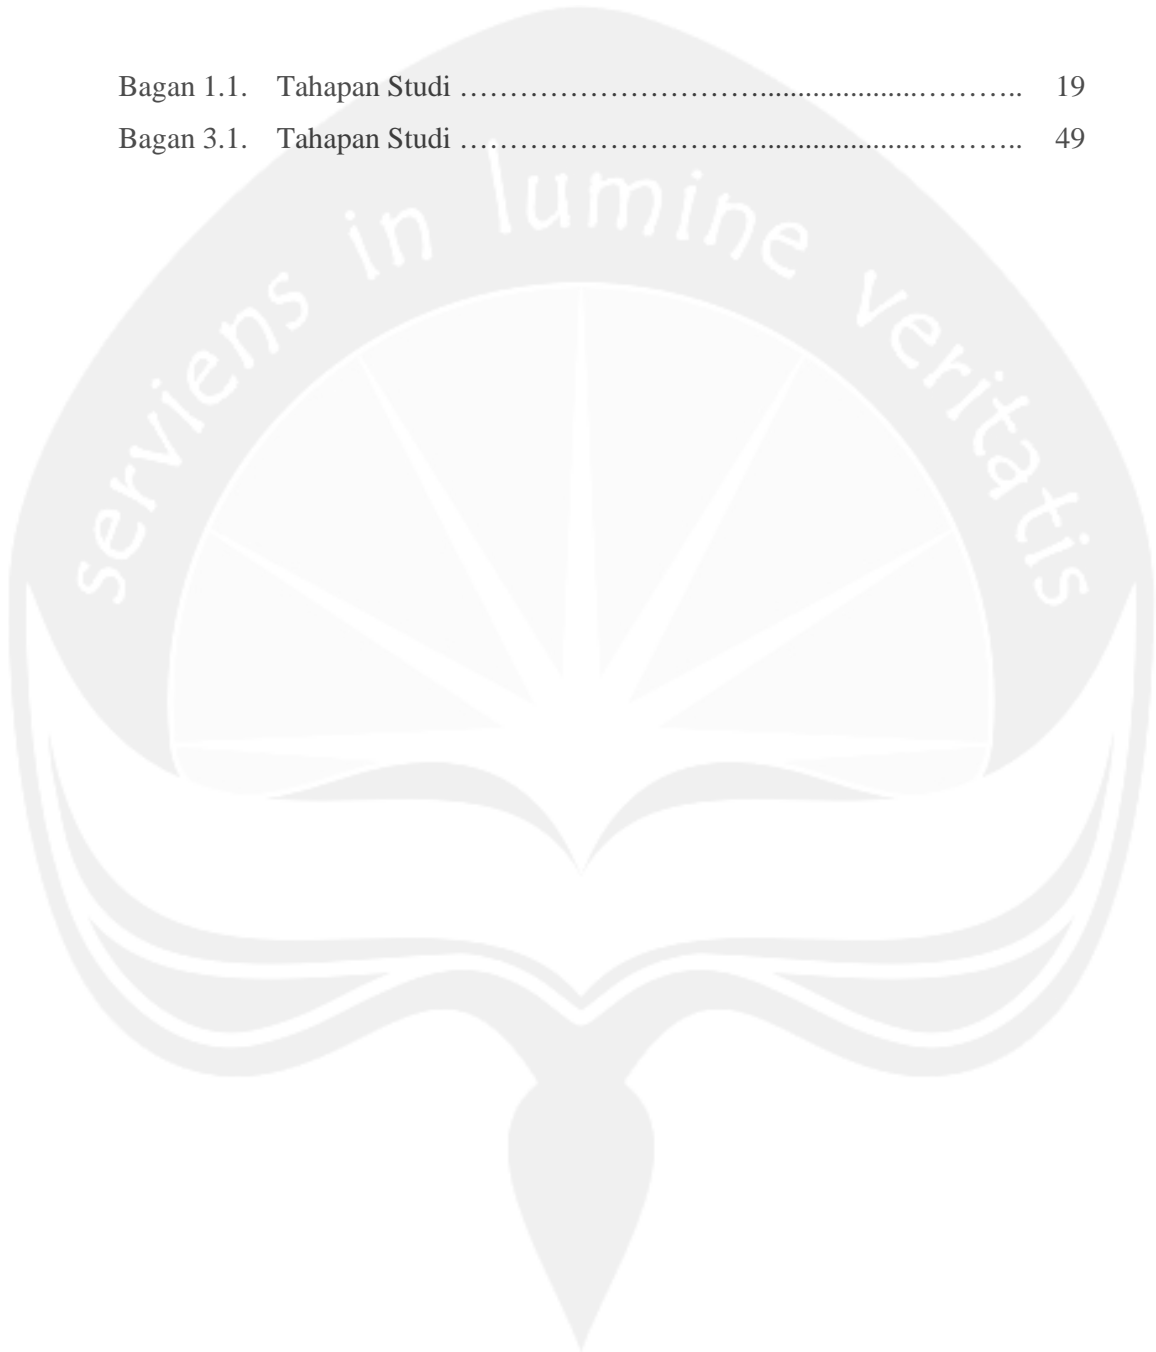 Bagan 1.1. Tahapan Studi …………………………....................……….. 19
Bagan 3.1. Tahapan Studi …………………………....................……….. 49
serviens in lumine veritatis